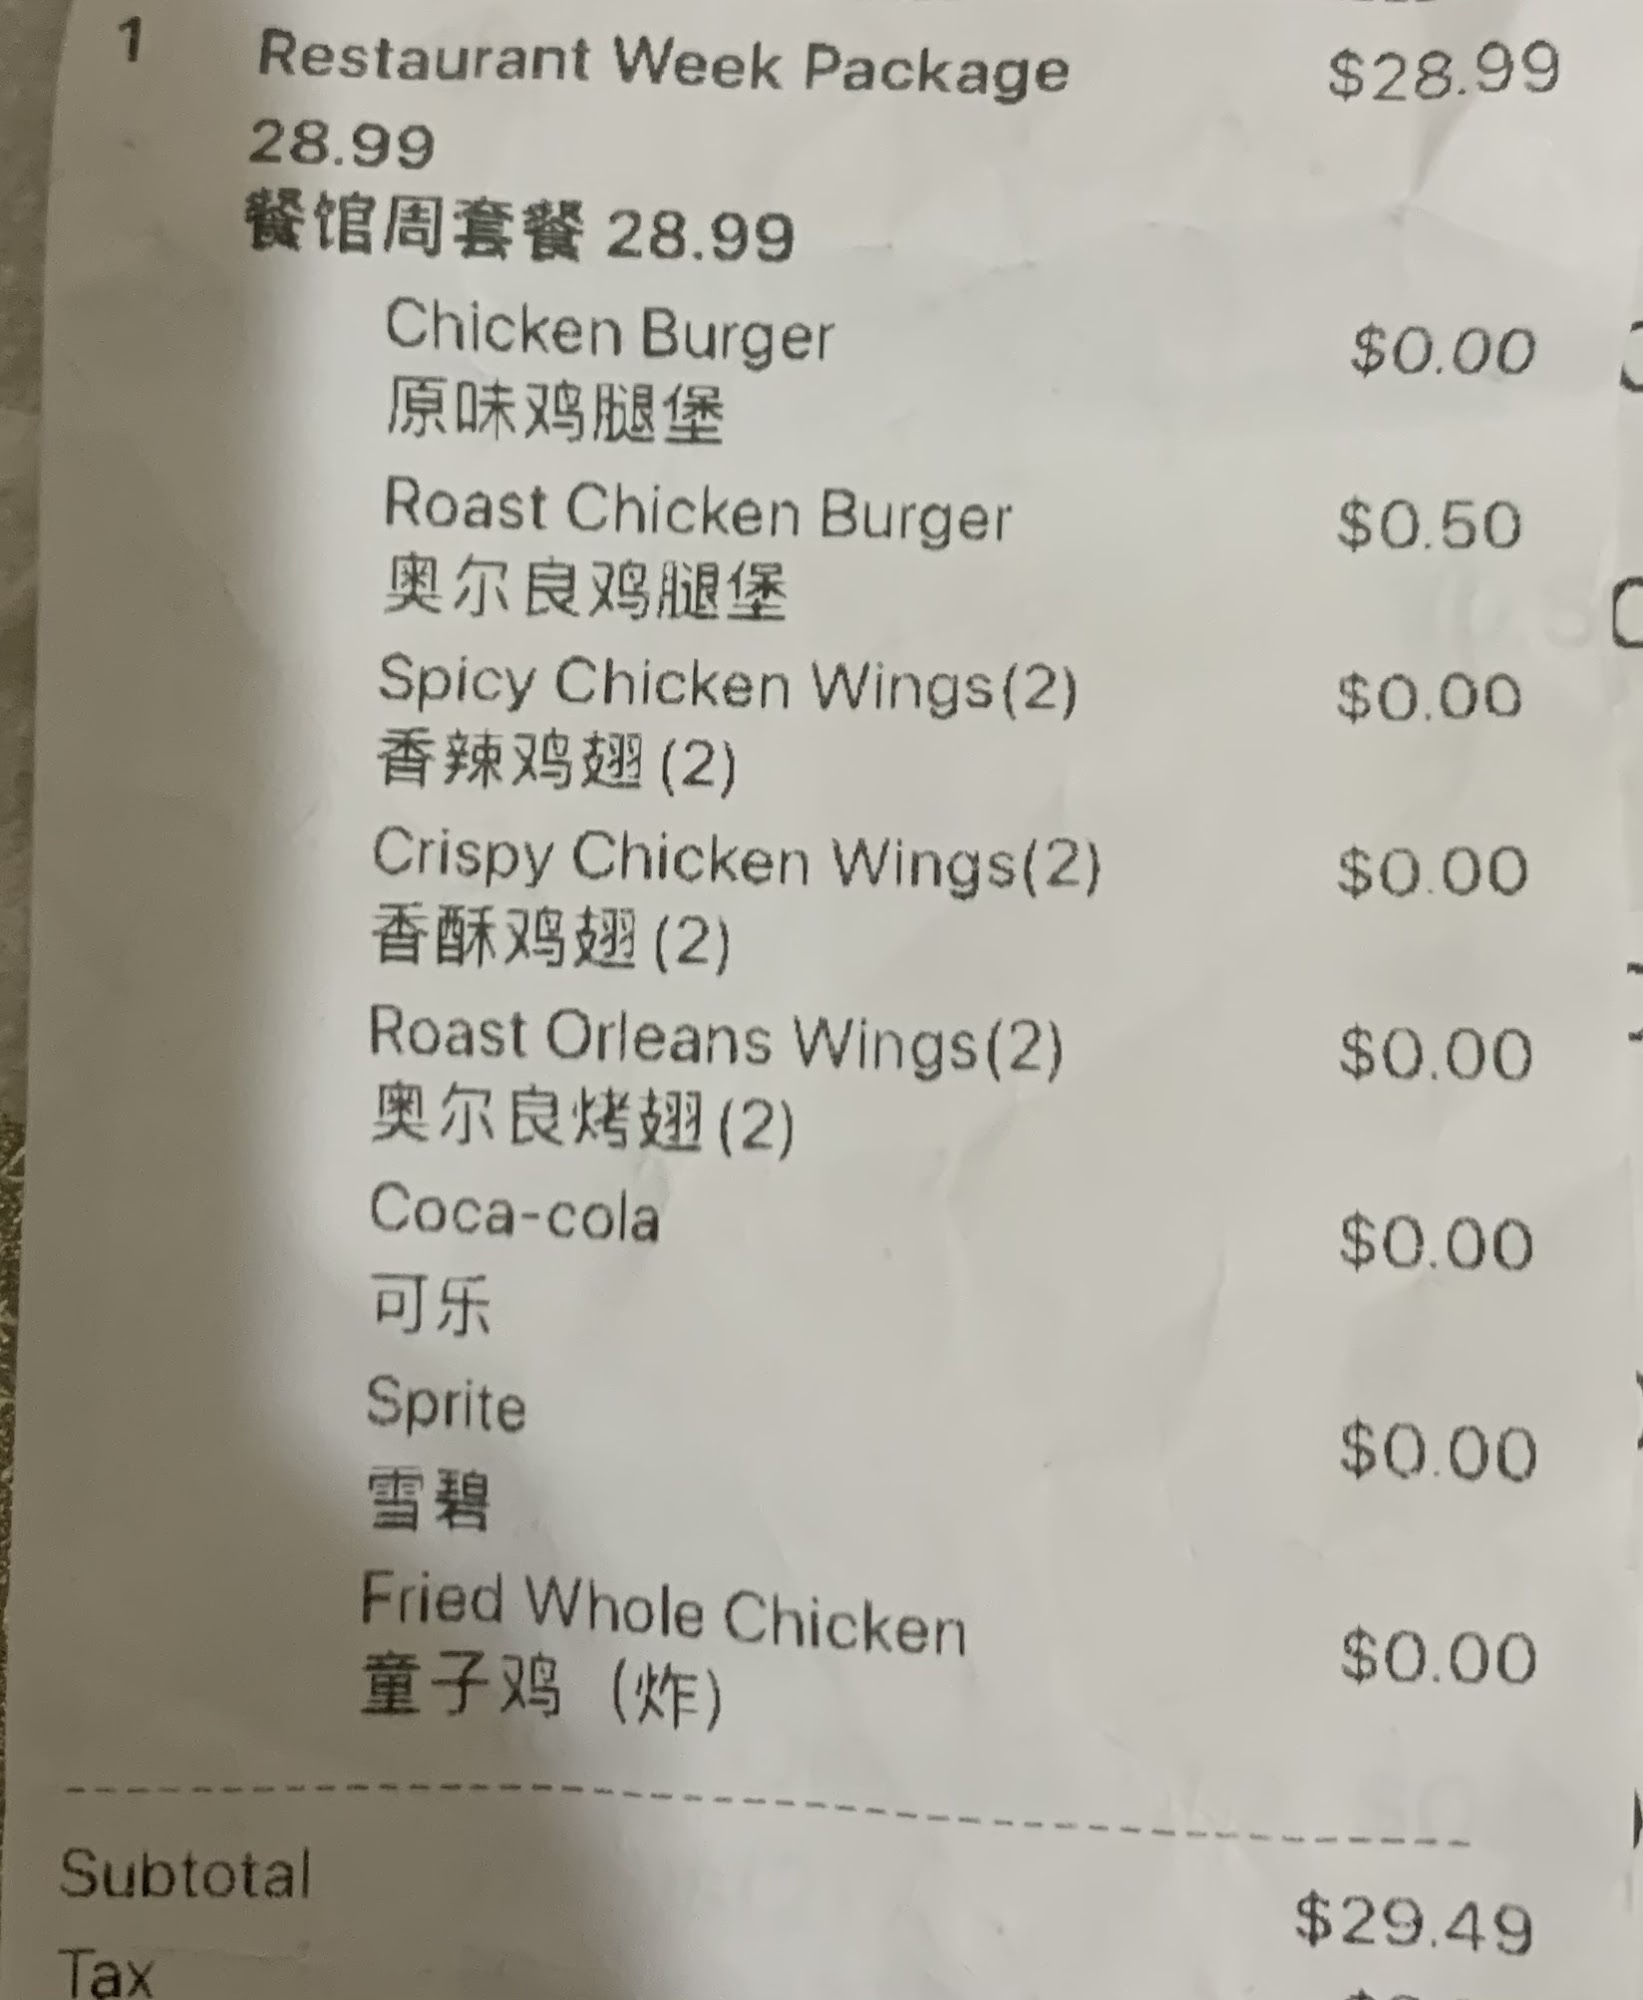 1 Restaurant Week Package $28.99
28.99
餐馆周套餐 28.99
Chicken Burger $0.00
原味鸡腿堡
Roast Chicken Burger $0.50
奥尔良鸡腿堡
Spicy Chicken Wings(2) $0.00
香辣鸡翅 (2)
Crispy Chicken Wings(2) $0.00
香酥鸡翅 (2)
Roast Orleans Wings(2) $0.00
奥尔良烤翅 (2)
Coca-cola $0.00
可乐
Sprite $0.00
雪碧
Fried Whole Chicken $0.00
童子鸡 (炸)
Subtotal $29.49
Tax